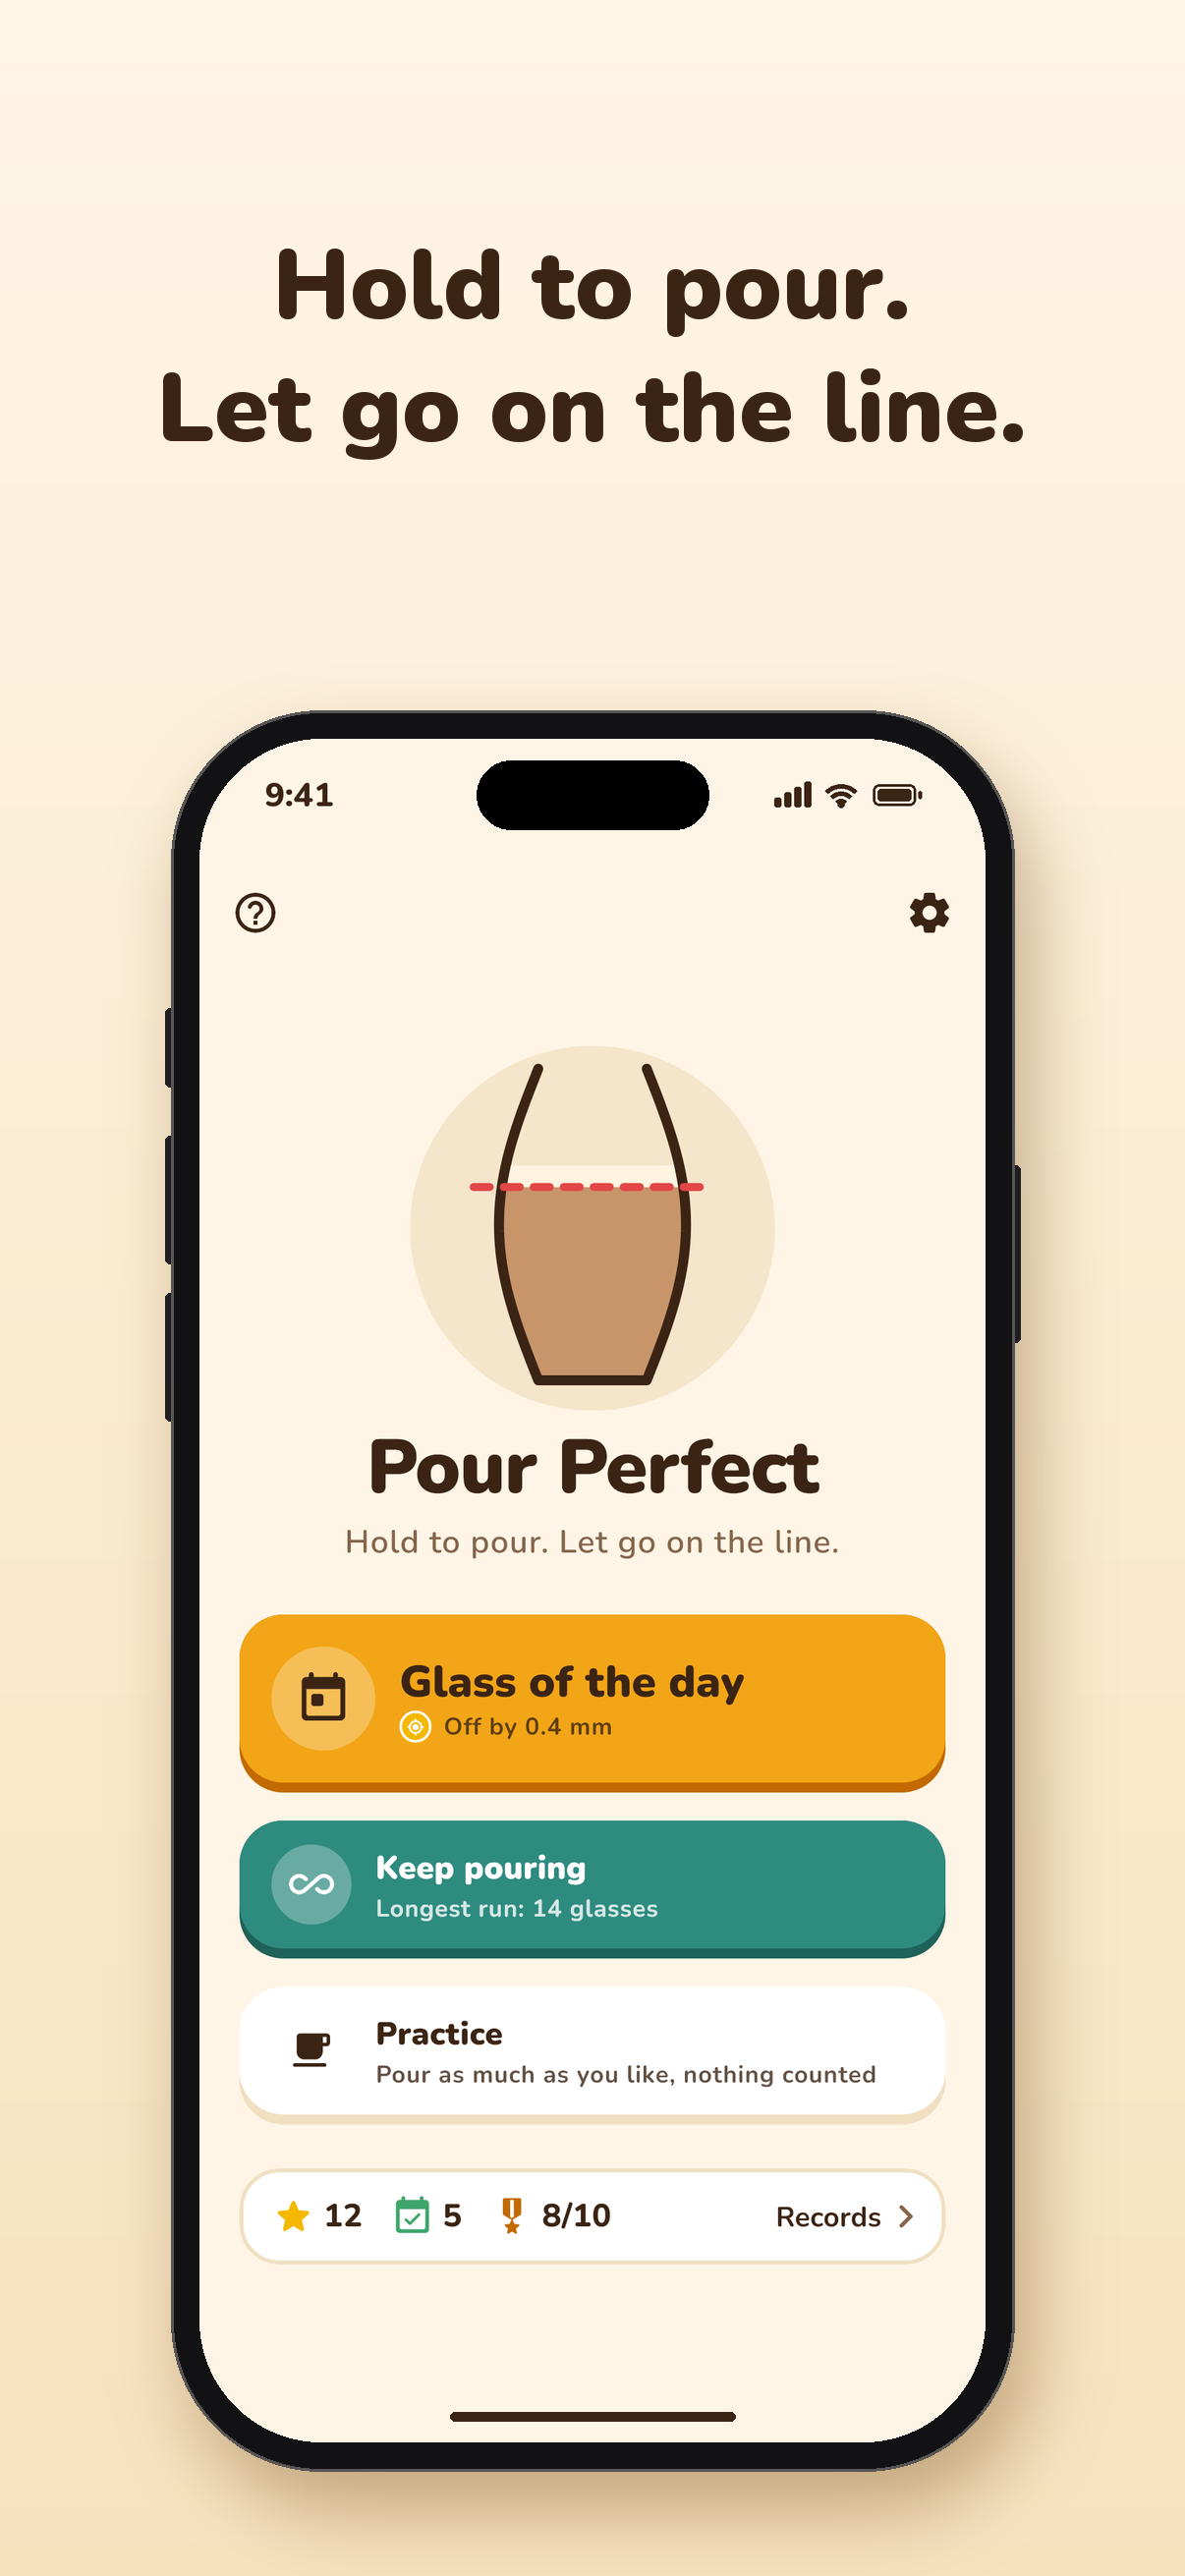 Hold to pour.
Let go on the line.
9:41
Pour Perfect
Hold to pour. Let go on the line.
Glass of the day
Off by 0.4 mm
Keep pouring
Longest run: 14 glasses
Practice
Pour as much as you like, nothing counted
12 5 8/10 Records